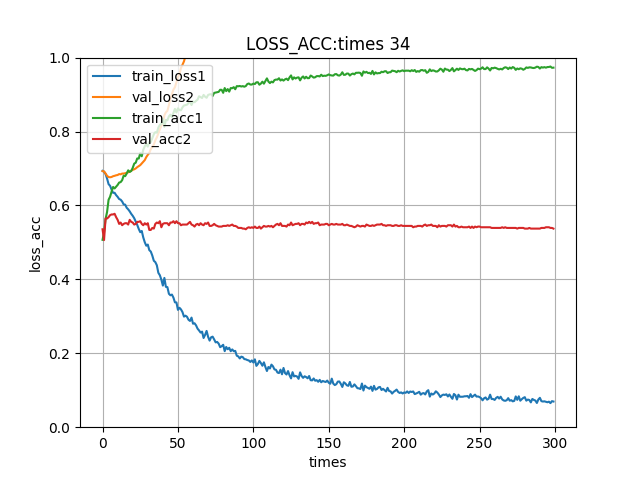 LOSS_ACC:times 34
train_loss1
val_loss2
train_acc1
val_acc2
1.0
0.8
0.6
0.4
0.2
0.0
loss_acc
0 50 100 150 200 250 300
times